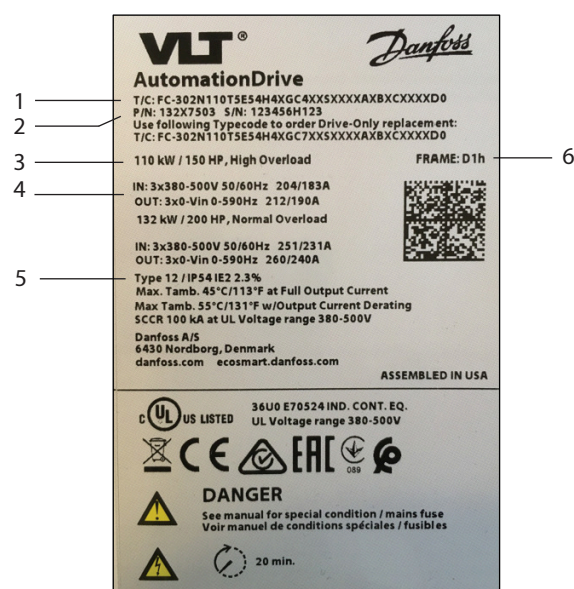 VLT ®
Danfoss
AutomationDrive
1 T/C: FC-302N110T5E54H4XGC4XXSXXXXAXBXCXXXXD0
2 P/N: 132X7503 S/N: 123456H123
Use following Typecode to order Drive-Only replacement:
T/C: FC-302N110T5E54H4XGC7XXSXXXXAXBXCXXXXD0
3 110 kW / 150 HP, High Overload FRAME: D1h 6
4 IN: 3x380-500V 50/60Hz 204/183A
OUT: 3x0-Vin 0-590Hz 212/190A
132 kW / 200 HP, Normal Overload
IN: 3x380-500V 50/60Hz 251/231A
OUT: 3x0-Vin 0-590Hz 260/240A
5 Type 12 / IP54 IE2 2.3%
Max. Tamb. 45°C/113°F at Full Output Current
Max Tamb. 55°C/131°F w/Output Current Derating
SCCR 100 kA at UL Voltage range 380-500V
Danfoss A/S
6430 Nordborg, Denmark
danfoss.com ecosmart.danfoss.com
ASSEMBLED IN USA
C UL US LISTED 36U0 E70524 IND. CONT. EQ.
UL Voltage range 380-500V
CE EAC 089
DANGER
See manual for special condition / mains fuse
Voir manuel de conditions spéciales / fusibles
20 min.